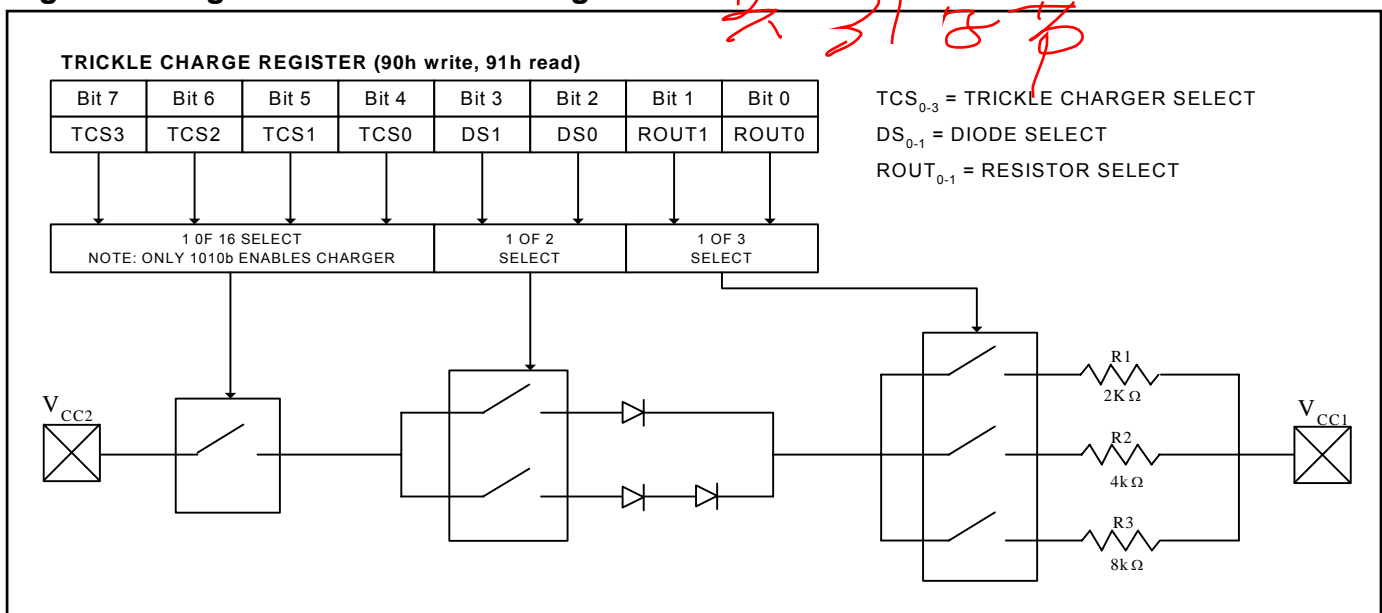 TRICKLE CHARGE REGISTER (90h write, 91h read)
Bit 7 Bit 6 Bit 5 Bit 4 Bit 3 Bit 2 Bit 1 Bit 0
TCS3 TCS2 TCS1 TCS0 DS1 DS0 ROUT1 ROUT0
TCS0-3 = TRICKLE CHARGER SELECT
DS0-1 = DIODE SELECT
ROUT0-1 = RESISTOR SELECT
1 0F 16 SELECT
NOTE: ONLY 1010b ENABLES CHARGER
1 OF 2
SELECT
1 OF 3
SELECT
VCC2
R1
2KΩ
R2
4kΩ
R3
8kΩ
VCC1